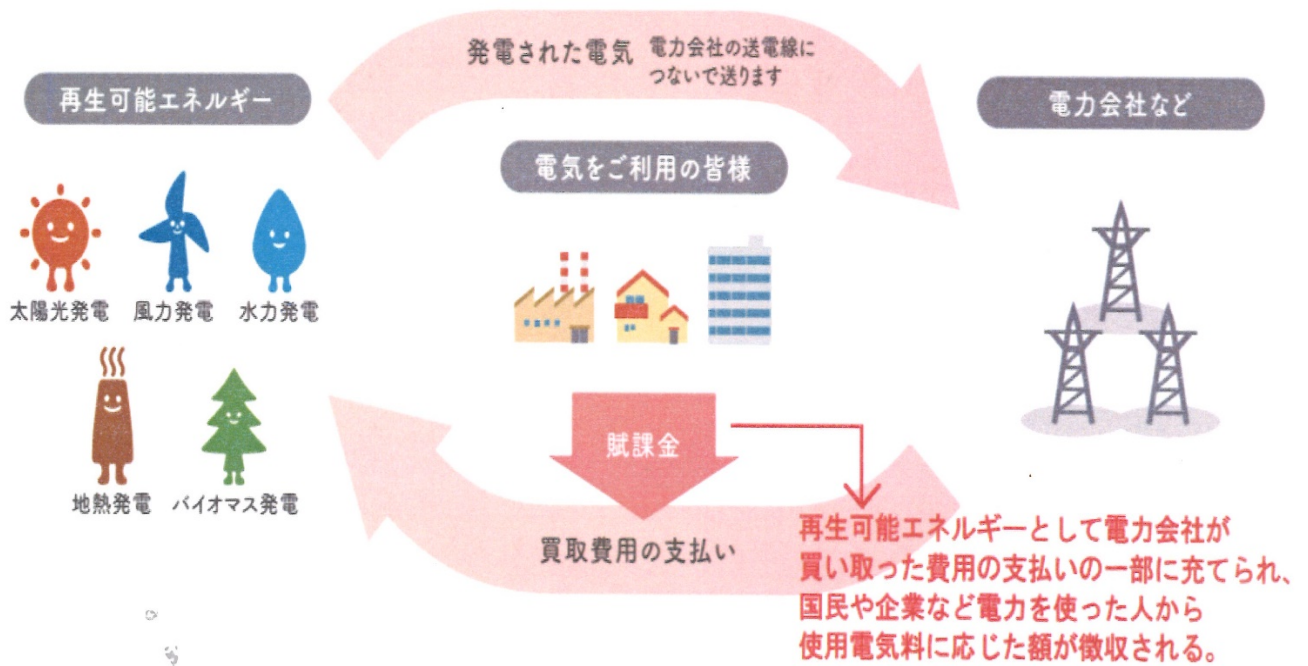 発電された電気
電力会社の送電線に
つないで送ります
再生可能エネルギー
電力会社など
電気をご利用の皆様
太陽光発電
風力発電
水力発電
地熱発電
バイオマス発電
賦課金
買取費用の支払い
再生可能エネルギーとして電力会社が
買い取った費用の支払いの一部に充てられ、
国民や企業など電力を使った人から
使用電気料に応じた額が徴収される。